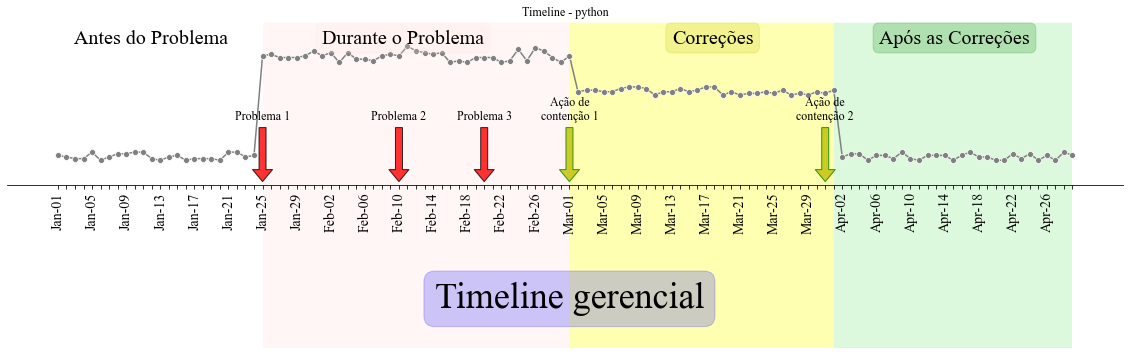 Timeline - python
Antes do Problema
Durante o Problema
Correções
Após as Correções
Problema 1
Problema 2
Problema 3
Ação de
contenção 1
Ação de
contenção 2
Jan-01
Jan-05
Jan-09
Jan-13
Jan-17
Jan-21
Jan-25
Jan-29
Feb-02
Feb-06
Feb-10
Feb-14
Feb-18
Feb-22
Feb-26
Mar-01
Mar-05
Mar-09
Mar-13
Mar-17
Mar-21
Mar-25
Mar-29
Apr-02
Apr-06
Apr-10
Apr-14
Apr-18
Apr-22
Apr-26
Timeline gerencial